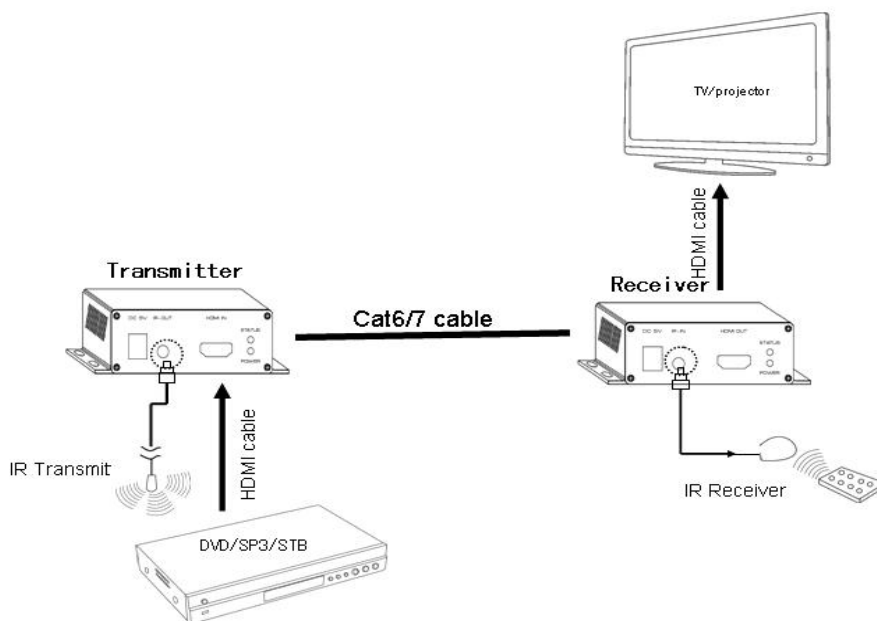 TV/projector
HDMI cable
Transmitter
Receiver
DC 5V IR-OUT HDMI IN
STATUS
POWER
Cat6/7 cable
DC 5V IR-IN HDMI OUT
STATUS
POWER
IR Transmit
HDMI cable
IR Receiver
DVD/SP3/STB